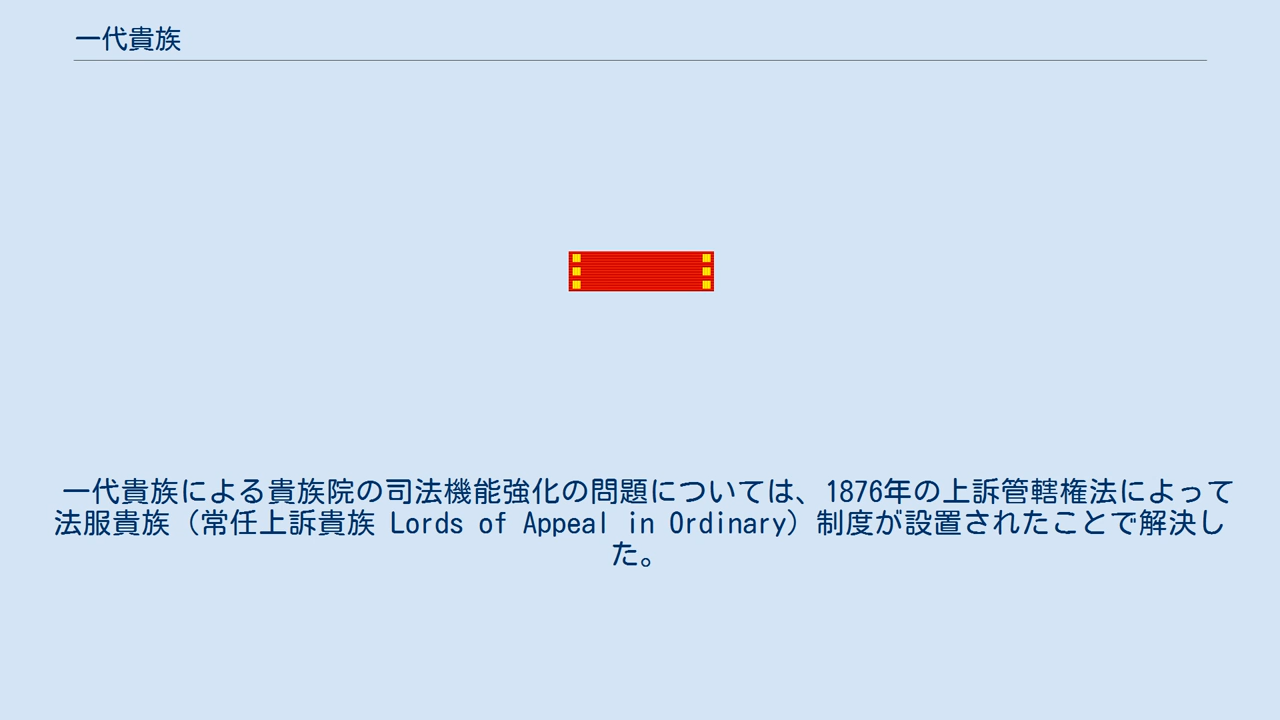 一代貴族
一代貴族による貴族院の司法機能強化の問題については、1876年の上訴管轄権法によって
法服貴族（常任上訴貴族 Lords of Appeal in Ordinary）制度が設置されたことで解決し
た。